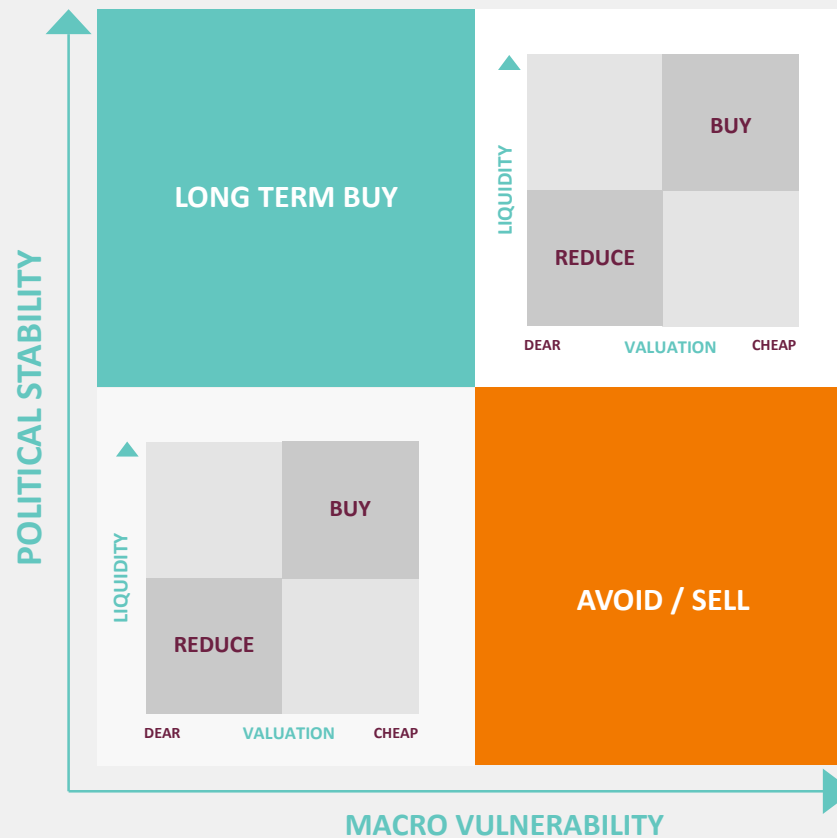 POLITICAL STABILITY
LONG TERM BUY
LIQUIDITY
BUY
REDUCE
DEAR
VALUATION
CHEAP
LIQUIDITY
BUY
REDUCE
DEAR
VALUATION
CHEAP
AVOID / SELL
MACRO VULNERABILITY